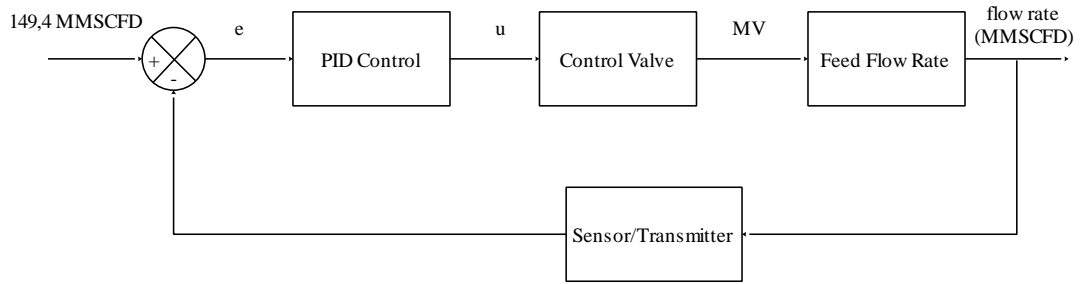 149,4 MMSCFD
e
u
MV
flow rate
(MMSCFD)
+
-
PID Control
Control Valve
Feed Flow Rate
Sensor/Transmitter